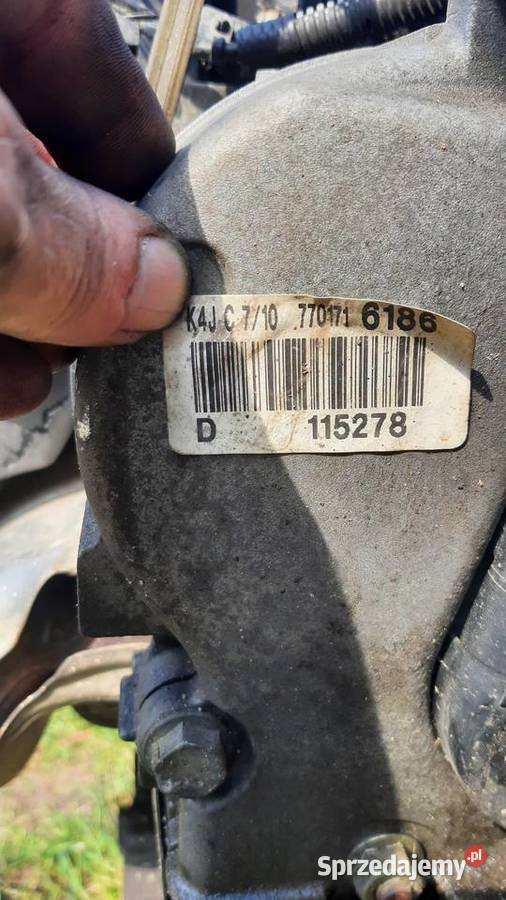 K4J C 7/10 770171 6186
D 115278
Sprzedajemy.pl